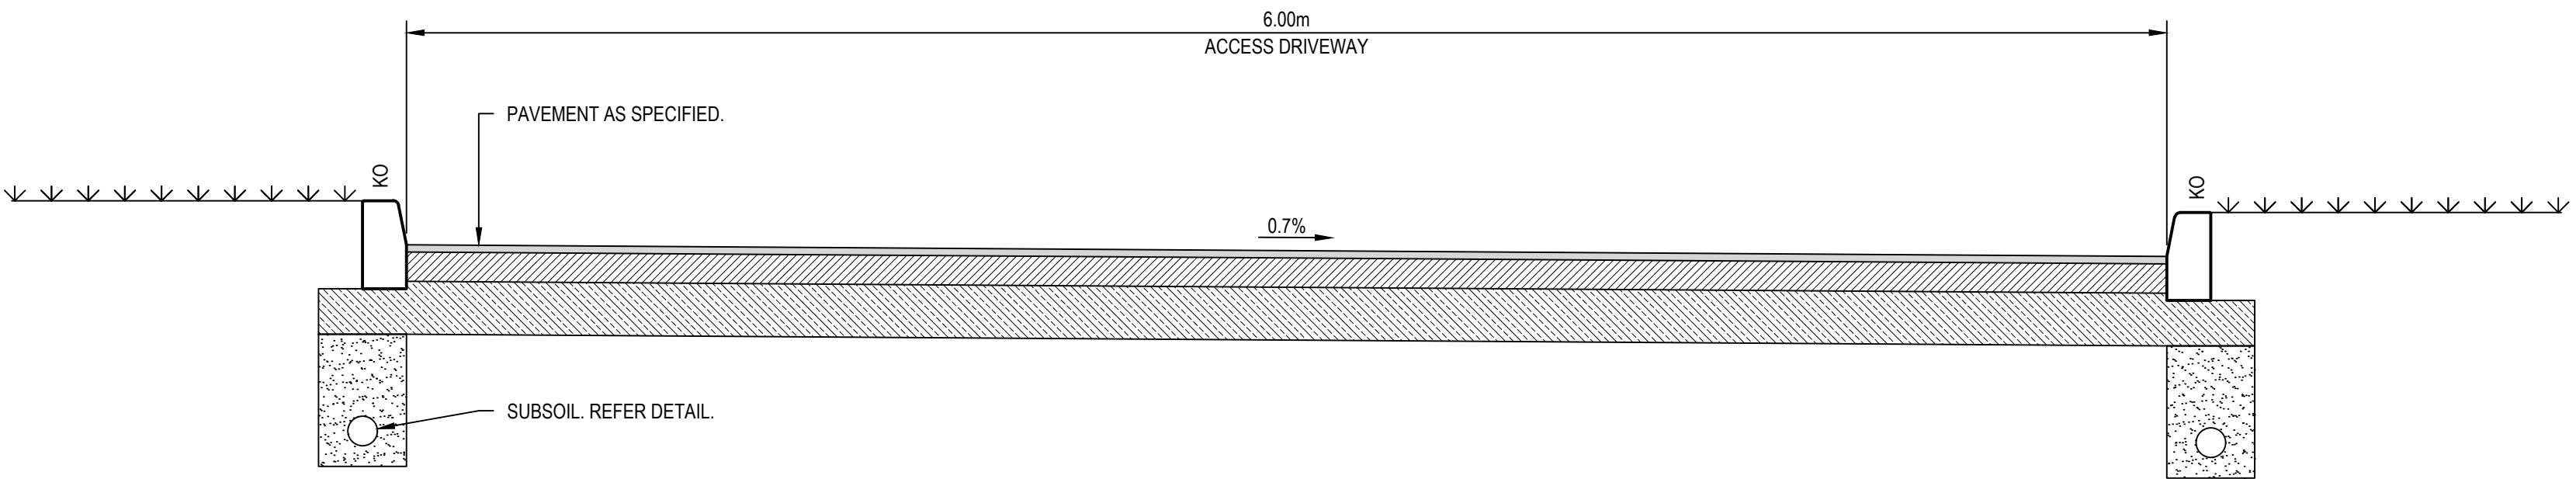 6.00m
ACCESS DRIVEWAY
PAVEMENT AS SPECIFIED.
KO
KO
0.7%
SUBSOIL. REFER DETAIL.